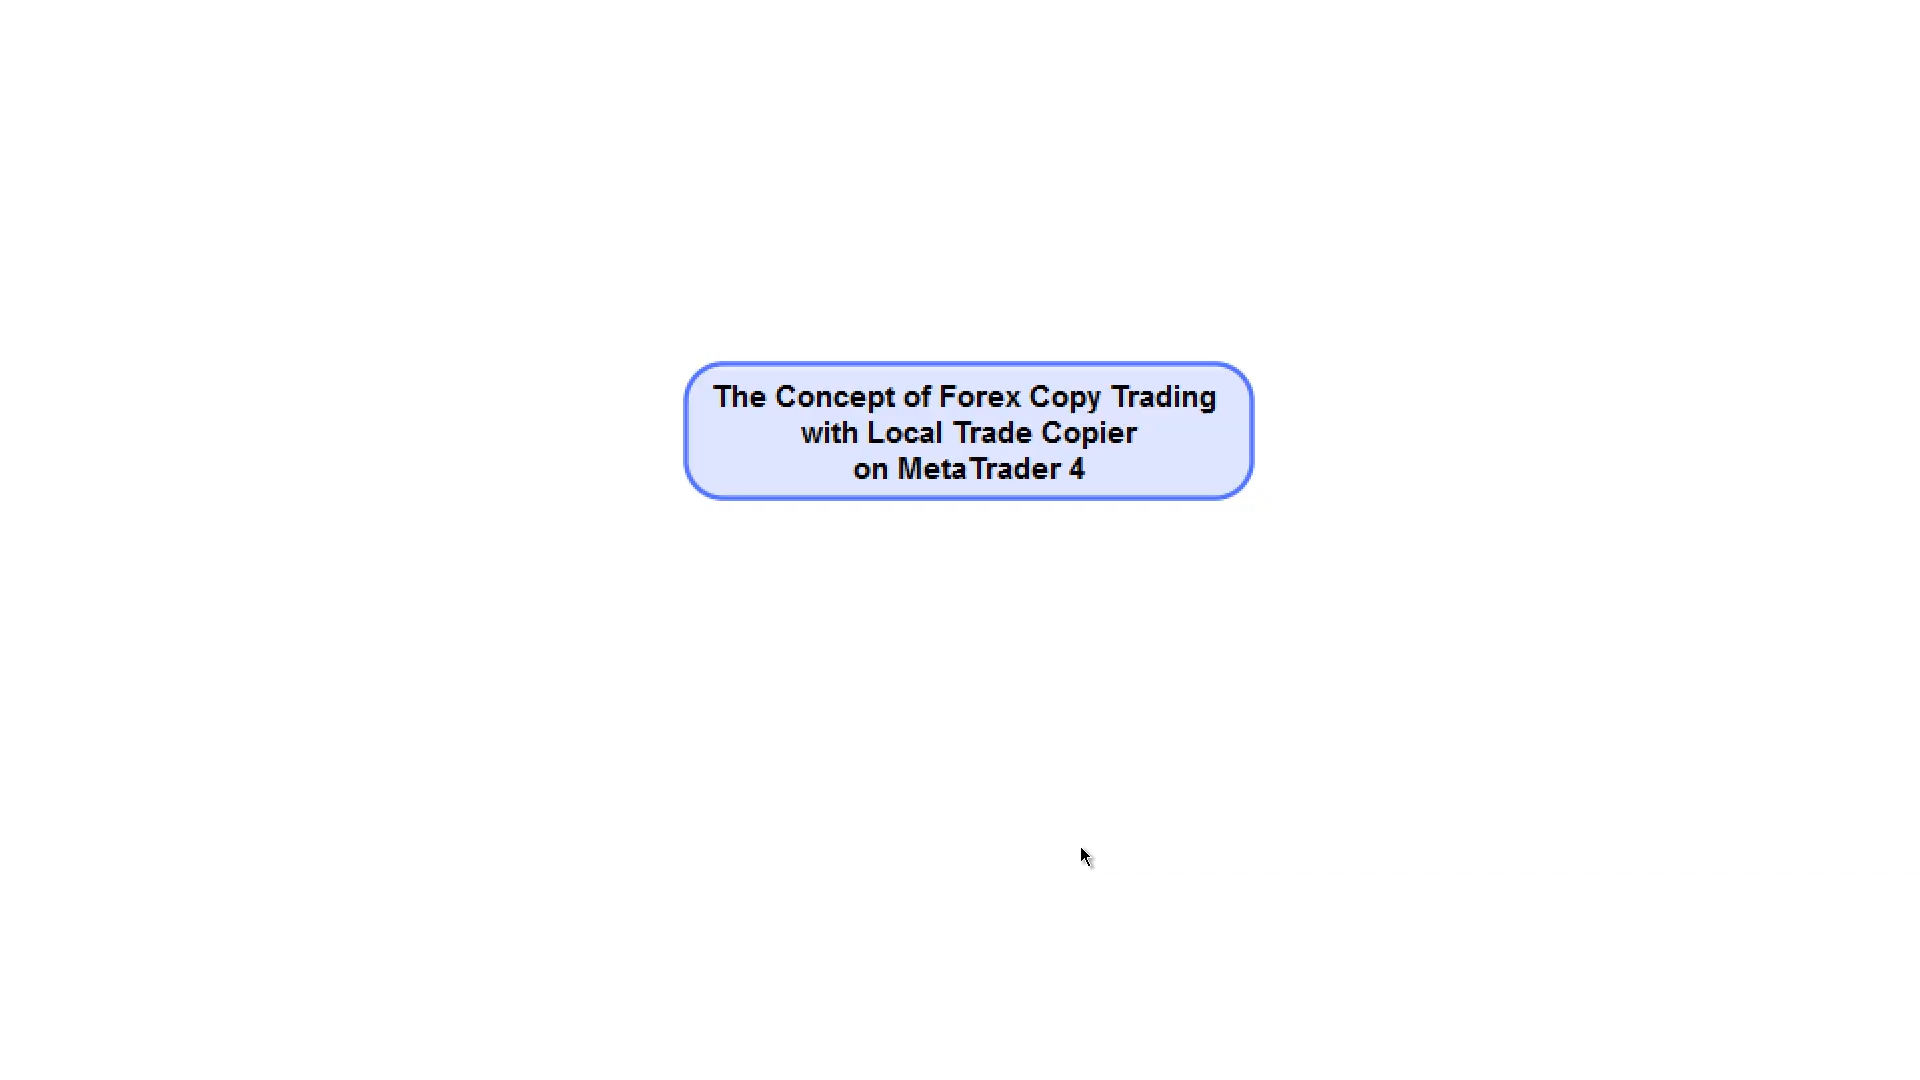 The Concept of Forex Copy Trading
with Local Trade Copier
on MetaTrader 4